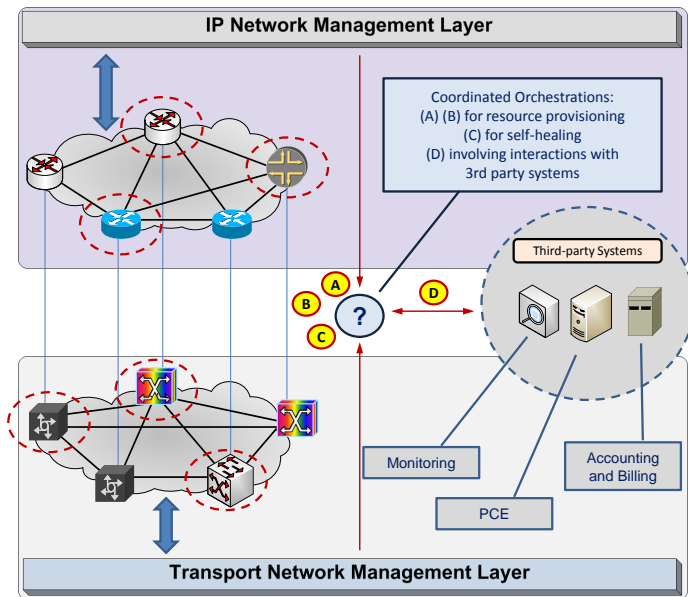 IP Network Management Layer
Coordinated Orchestrations:
(A) (B) for resource provisioning
(C) for self-healing
(D) involving interactions with
3rd party systems
Third-party Systems
A
B
?
D
C
Monitoring
Accounting
and Billing
PCE
Transport Network Management Layer